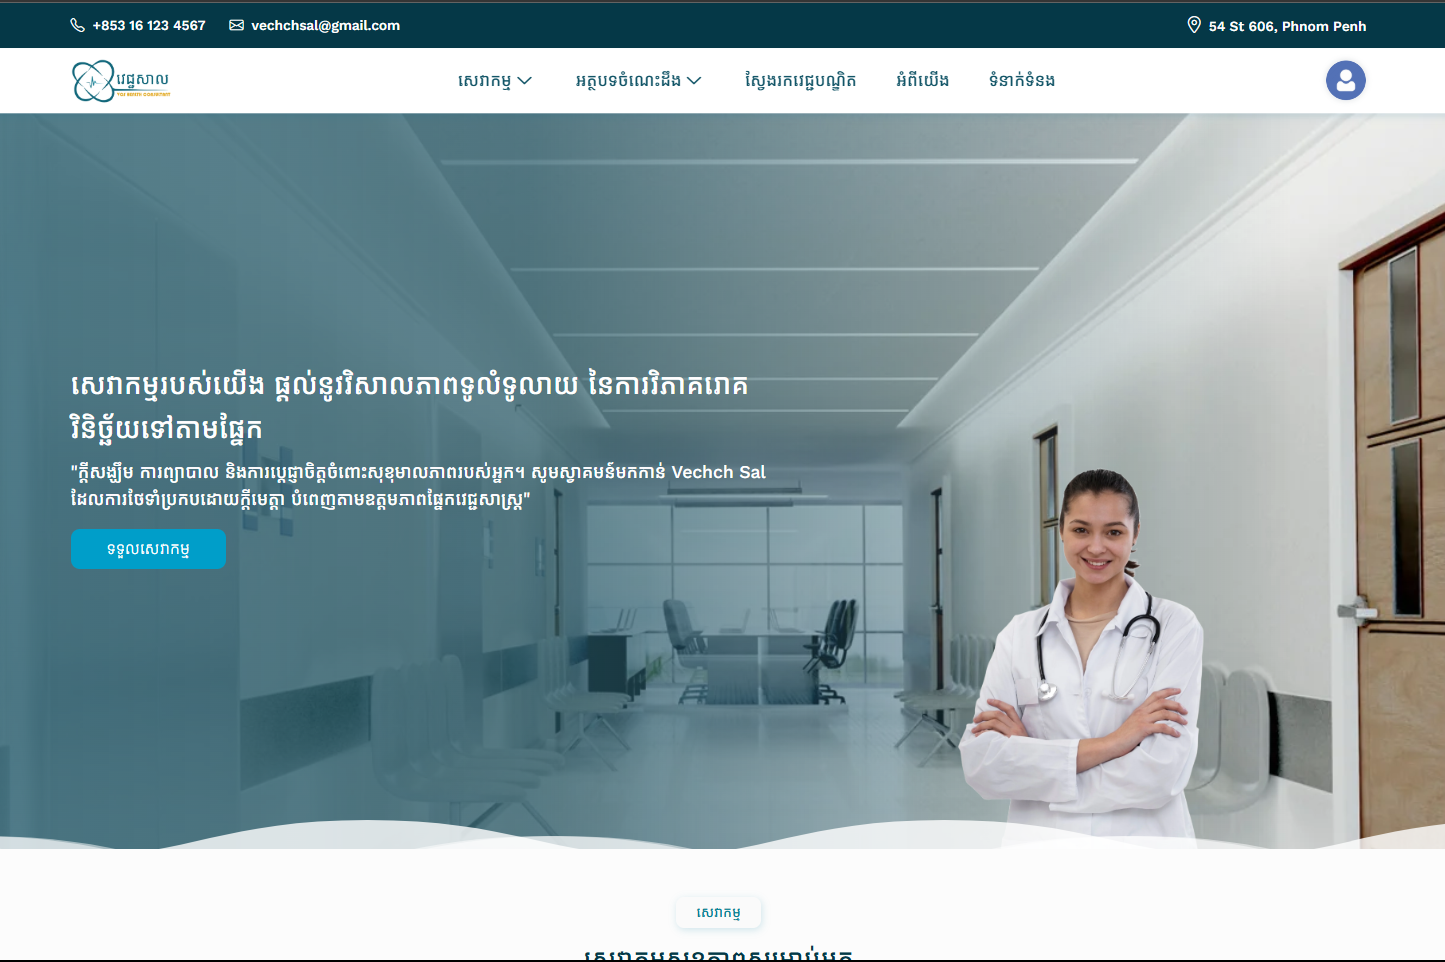 +853 16 123 4567
vechchsal@gmail.com
54 St 606, Phnom Penh
វេជ្ជសាល
សេវាកម្ម
អត្ថបទចំណេះដឹង
ស្វែងរកវេជ្ជបណ្ឌិត
អំពីយើង
ទំនាក់ទំនង
សេវាកម្មរបស់យើង ផ្ដល់នូវវិសាលភាពទូលំទូលាយ នៃការវិភាគរោគ
វិនិច្ឆ័យទៅតាមផ្នែក
"ក្ដីសង្ឃឹម ការព្យាបាល និងការប្ដេជ្ញាចិត្តចំពោះសុខុមាលភាពរបស់អ្នក។ សូមស្វាគមន៍មកកាន់ Vechch Sal
ដែលការថែទាំប្រកបដោយក្ដីមេត្តា បំពេញតាមឧត្តមភាពផ្នែកវេជ្ជសាស្ត្រ"
ទទួលសេវាកម្ម
សេវាកម្ម